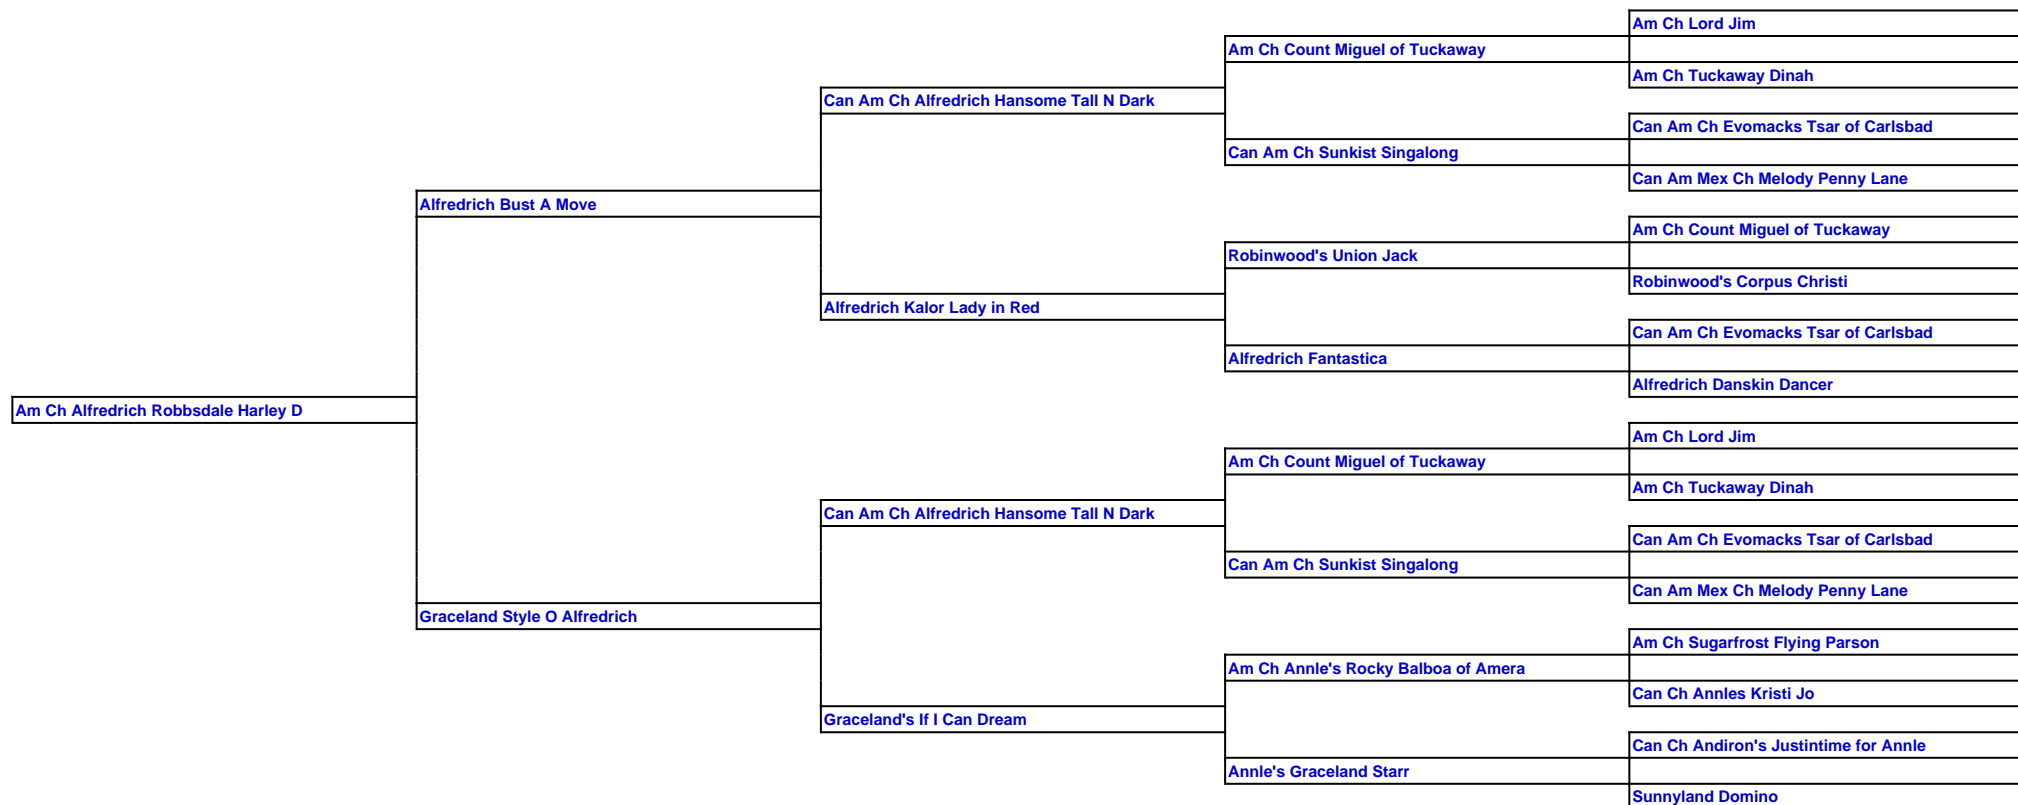 Am Ch Lord Jim
Am Ch Count Miguel of Tuckaway
Am Ch Tuckaway Dinah
Can Am Ch Alfredrich Hansome Tall N Dark
Can Am Ch Evomacks Tsar of Carlsbad
Can Am Ch Sunkist Singalong
Can Am Mex Ch Melody Penny Lane
Alfredrich Bust A Move
Am Ch Count Miguel of Tuckaway
Robinwood's Union Jack
Robinwood's Corpus Christi
Alfredrich Kalor Lady in Red
Can Am Ch Evomacks Tsar of Carlsbad
Alfredrich Fantastica
Alfredrich Danskin Dancer
Am Ch Alfredrich Robbsdale Harley D
Am Ch Lord Jim
Am Ch Count Miguel of Tuckaway
Am Ch Tuckaway Dinah
Can Am Ch Alfredrich Hansome Tall N Dark
Can Am Ch Evomacks Tsar of Carlsbad
Can Am Ch Sunkist Singalong
Can Am Mex Ch Melody Penny Lane
Graceland Style O Alfredrich
Am Ch Sugarfrost Flying Parson
Am Ch Annle's Rocky Balboa of Amera
Can Ch Annles Kristi Jo
Graceland's If I Can Dream
Can Ch Andiron's Justintime for Annle
Annle's Graceland Starr
Sunnyland Domino